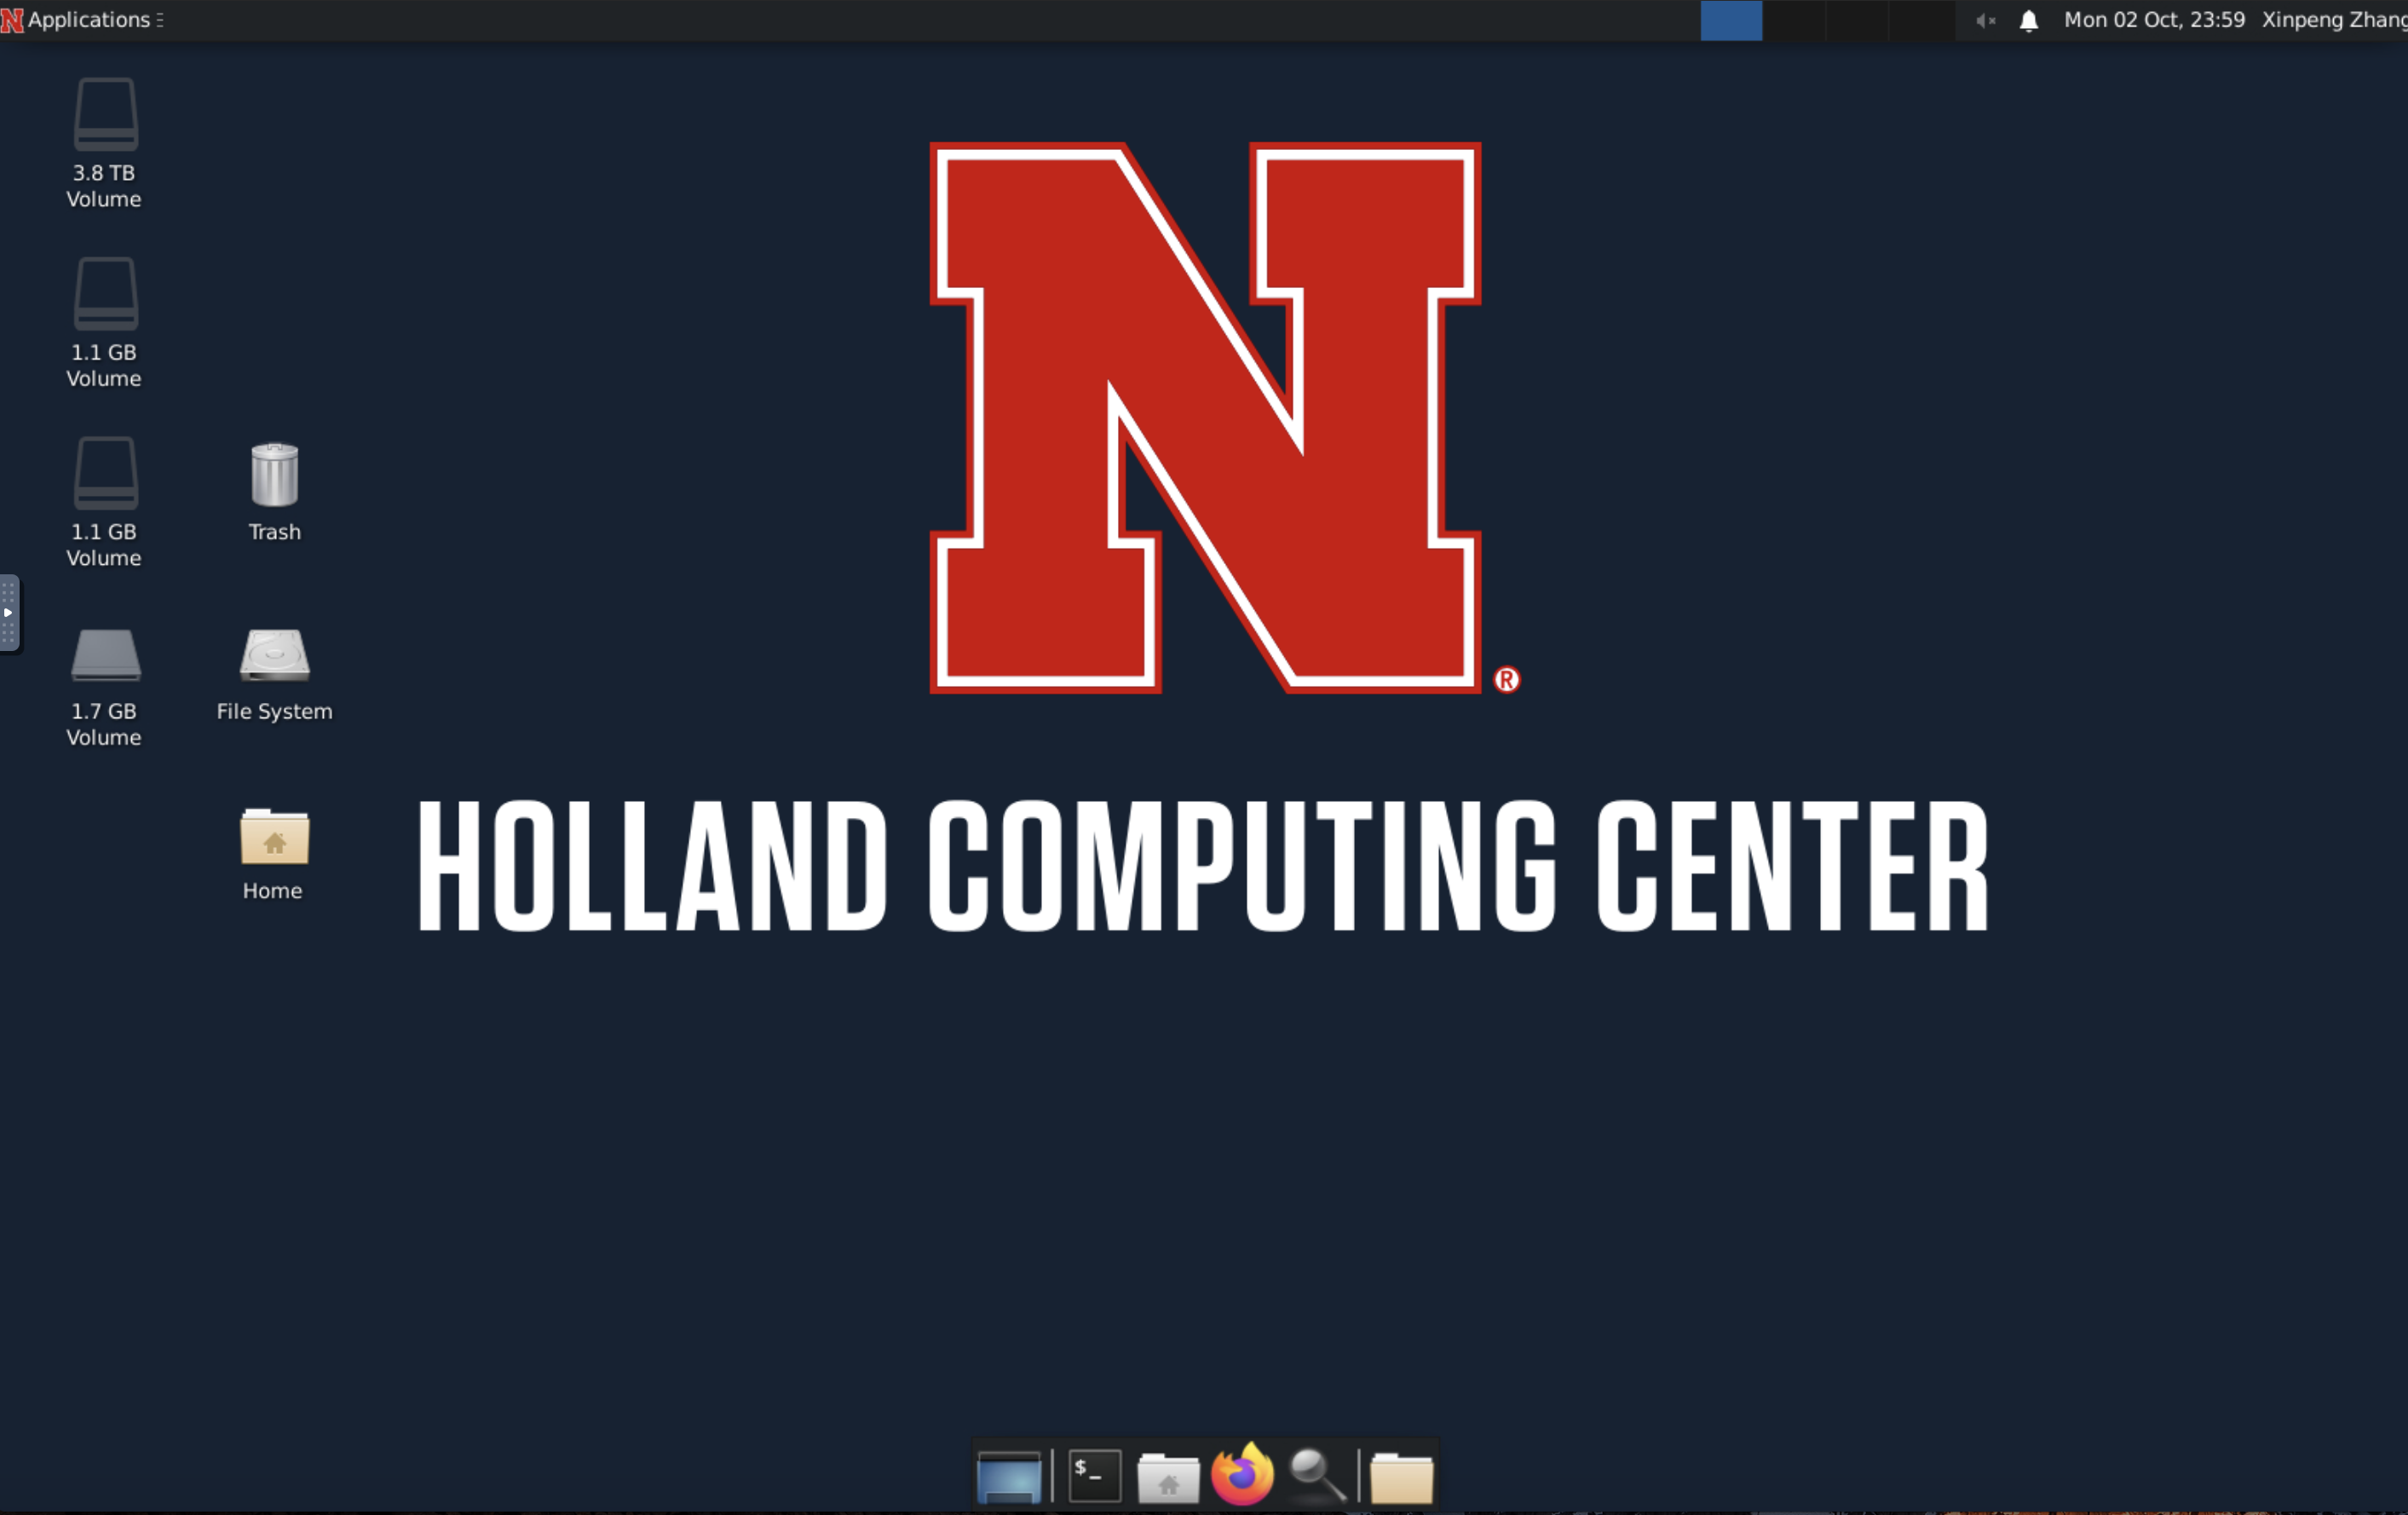 Applications
Mon 02 Oct, 23:59 Xinpeng Zhang
3.8 TB
Volume
1.1 GB
Volume
1.1 GB
Volume
Trash
1.7 GB
Volume
File System
Home
N
®
HOLLAND COMPUTING CENTER
$_